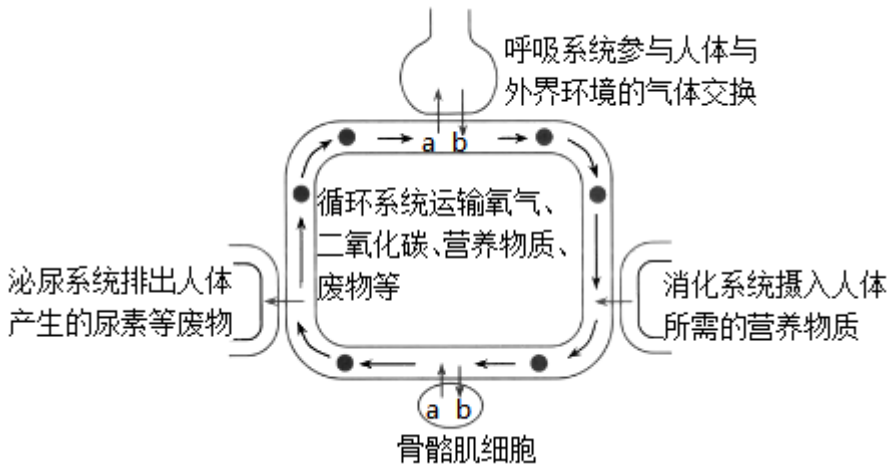 呼吸系统参与人体与
外界环境的气体交换
a b
循环系统运输氧气、
二氧化碳、营养物质、
废物等
泌尿系统排出人体
产生的尿素等废物
消化系统摄入人体
所需的营养物质
a b
骨骼肌细胞